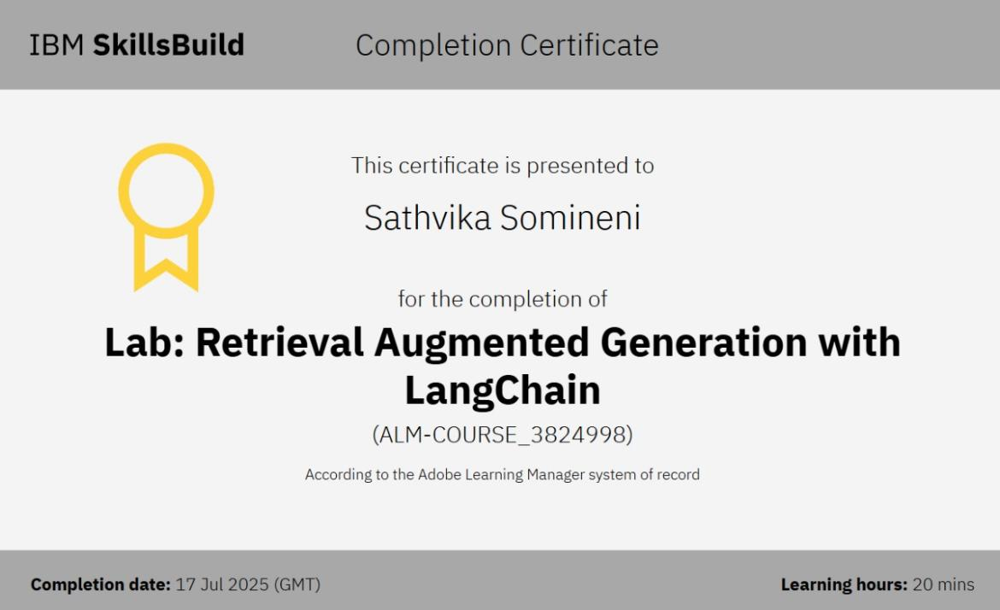 IBM SkillsBuild
Completion Certificate
This certificate is presented to
Sathvika Somineni
for the completion of
Lab: Retrieval Augmented Generation with
LangChain
(ALM-COURSE_3824998)
According to the Adobe Learning Manager system of record
Completion date: 17 Jul 2025 (GMT)
Learning hours: 20 mins